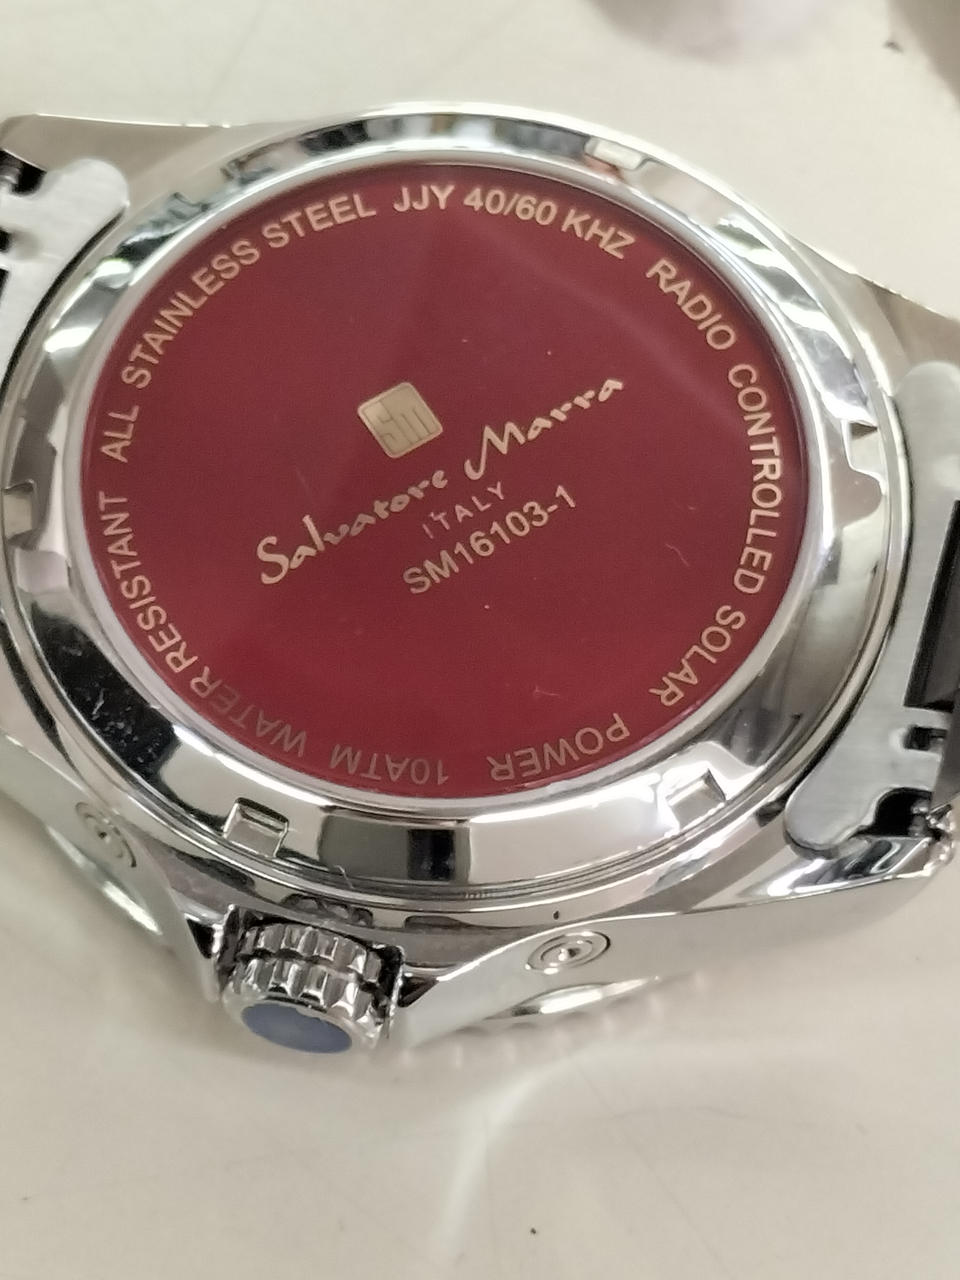 ALL STAINLESS STEEL JJY 40/60 KHZ RADIO CONTROLLED SOLAR POWER 10ATM WATER RESISTANT
SM
Salvatore Marra
ITALY
SM16103-1